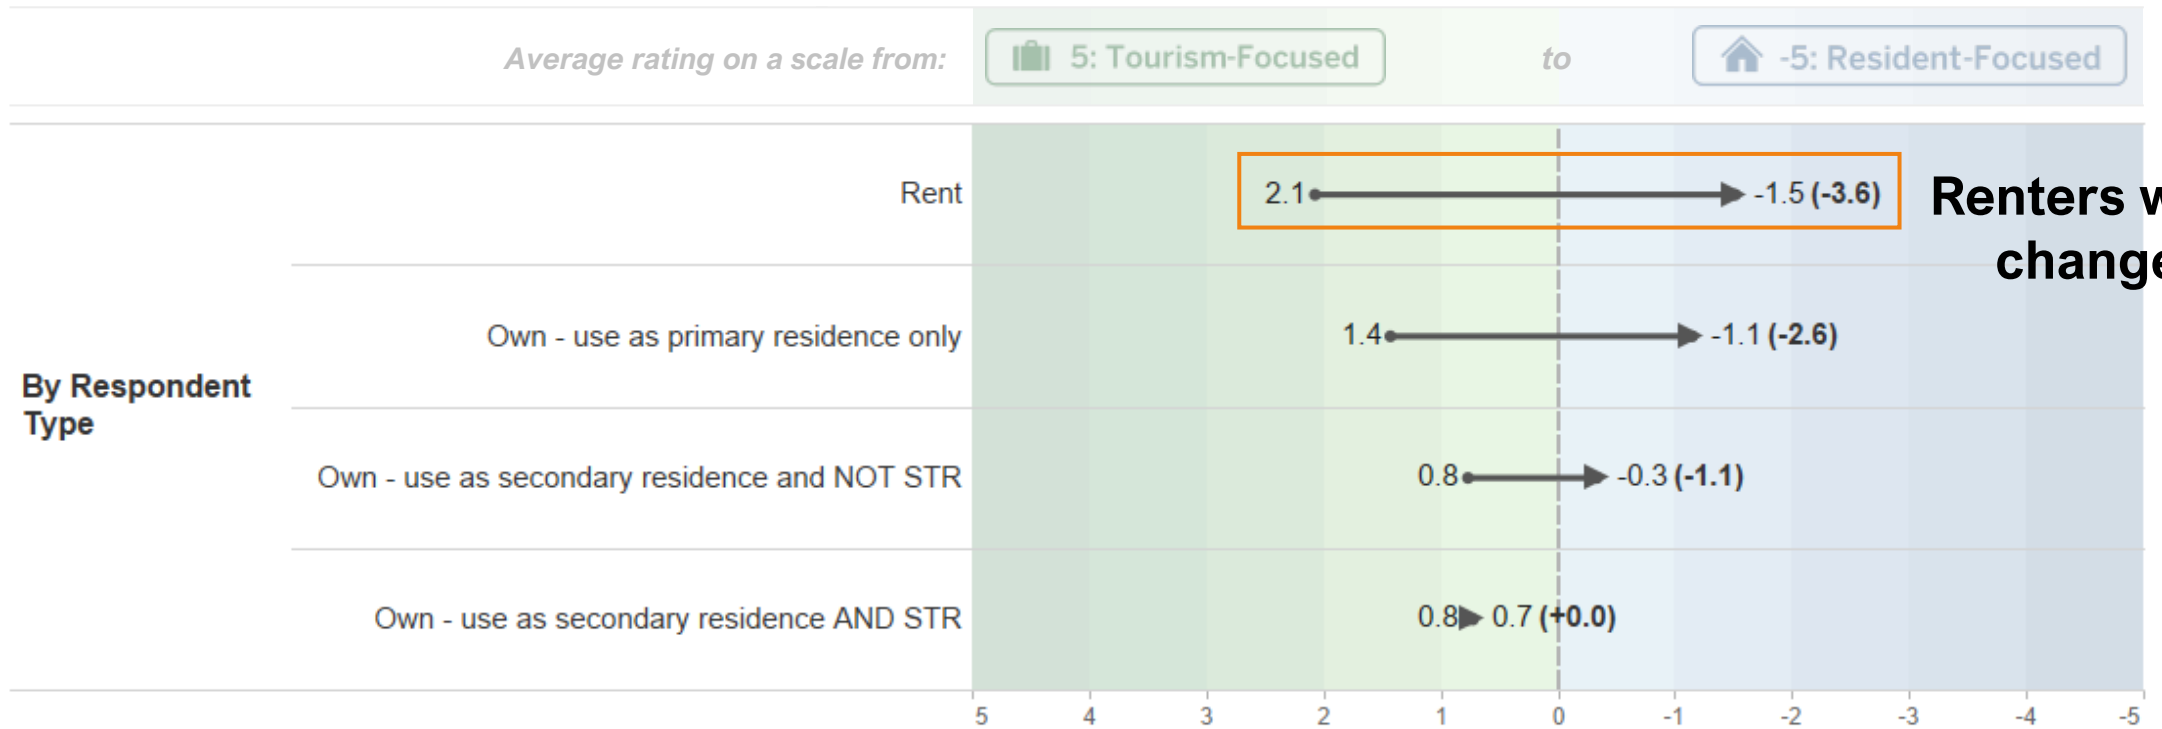 Average rating on a scale from: 5: Tourism-Focused to -5: Resident-Focused
Rent 2.1 -1.5 (-3.6)
Renters
change
Own - use as primary residence only 1.4 -1.1 (-2.6)
By Respondent
Type
Own - use as secondary residence and NOT STR 0.8 -0.3 (-1.1)
Own - use as secondary residence AND STR 0.8 0.7 (+0.0)
5 4 3 2 1 0 -1 -2 -3 -4 -5